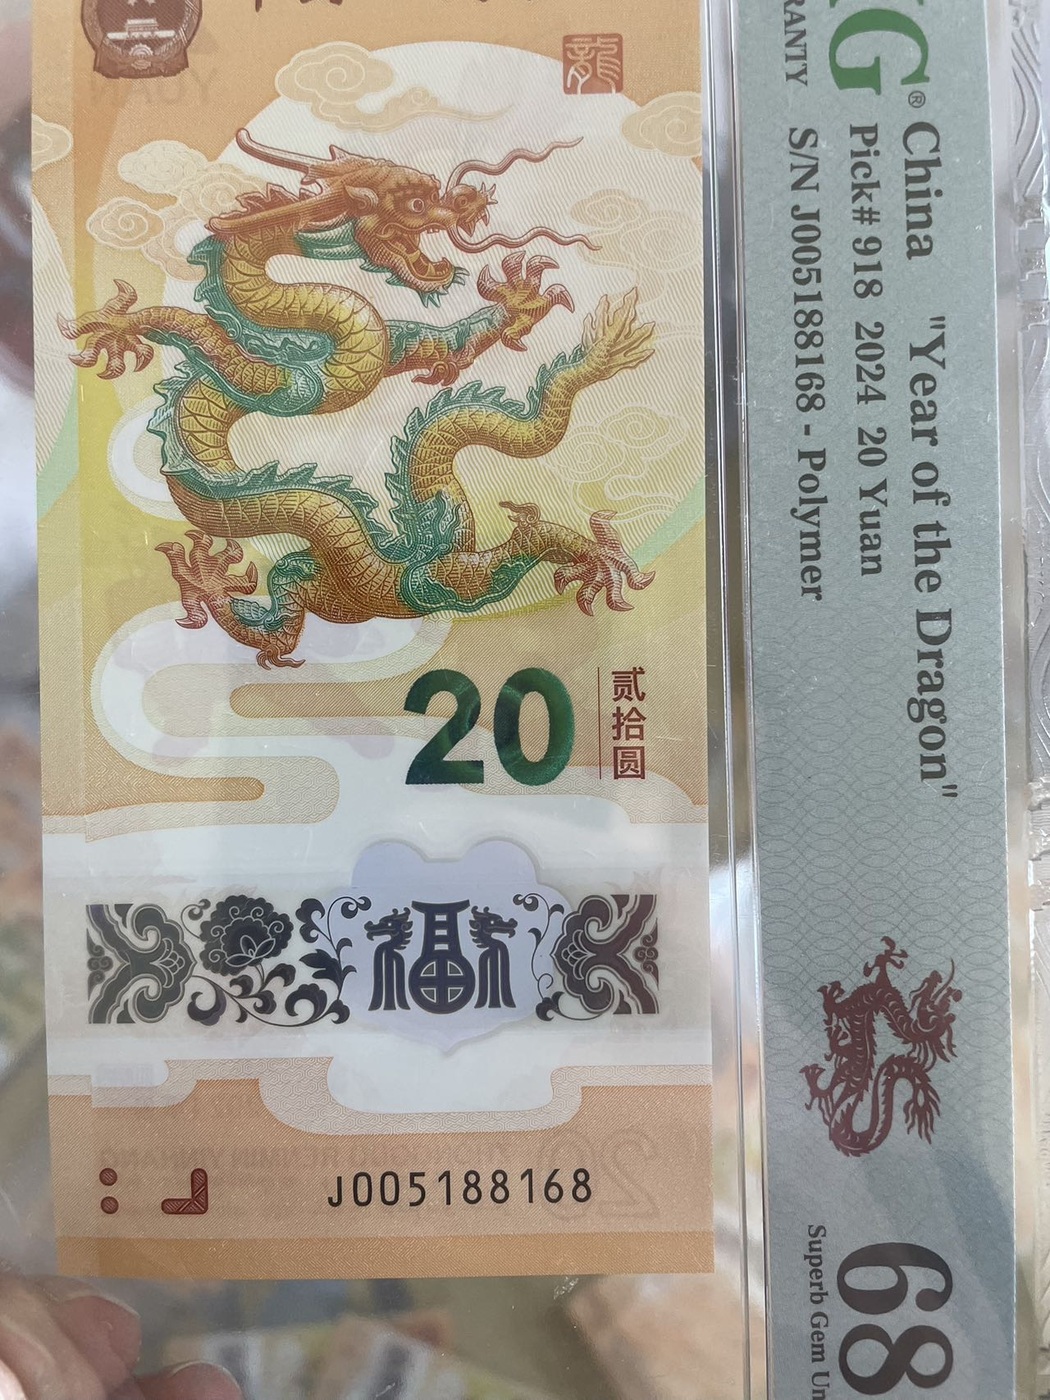 龍
20
贰拾圆
福
J005188168
G®
RANTY
China "Year of the Dragon"
Pick# 918 2024 20 Yuan
S/N J005188168 - Polymer
68
Superb Gem Un